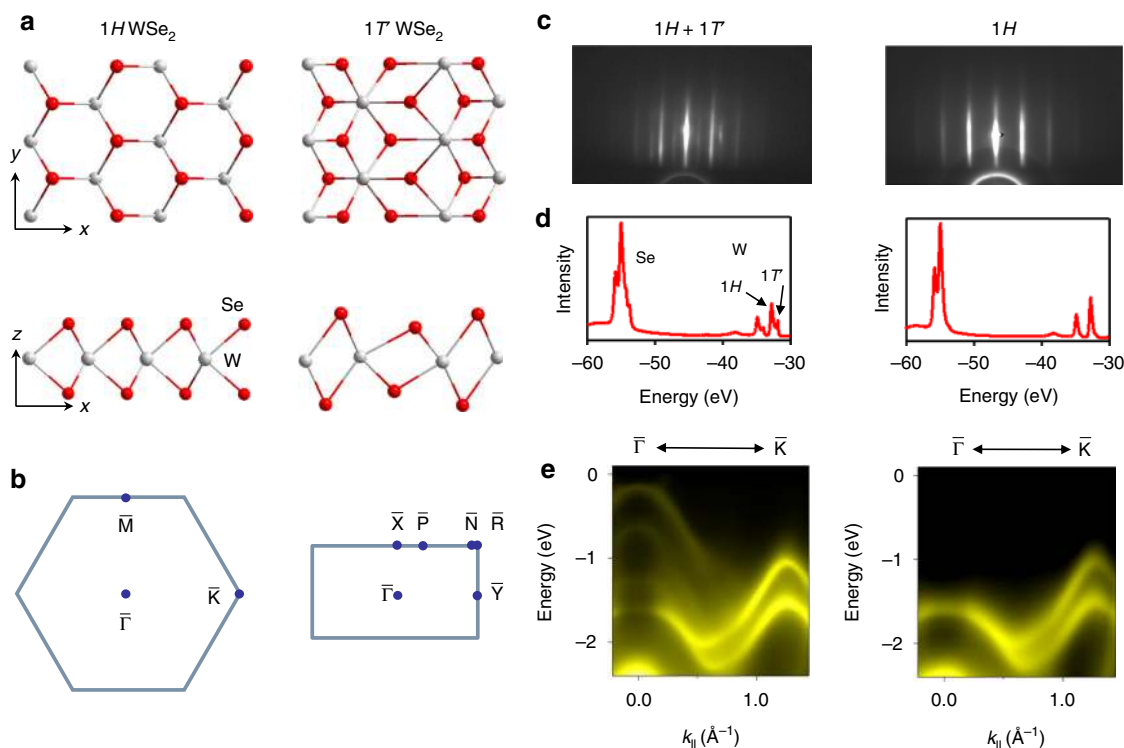 a
1H WSe₂
1T′ WSe₂
y
x
Se
W
z
x
b
M̅
K̅
Γ̅
X̅ P̅ N̅ R̅
Γ̅
Y̅
c
1H + 1T′
1H
d
Intensity
Se
W
1H
1T′
−60 −50 −40 −30
Energy (eV)
Intensity
−60 −50 −40 −30
Energy (eV)
e
Γ̅ K̅
0
−1
−2
Energy (eV)
0.0 1.0
k|| (Å⁻¹)
Γ̅ K̅
0
−1
−2
Energy (eV)
0.0 1.0
k|| (Å⁻¹)